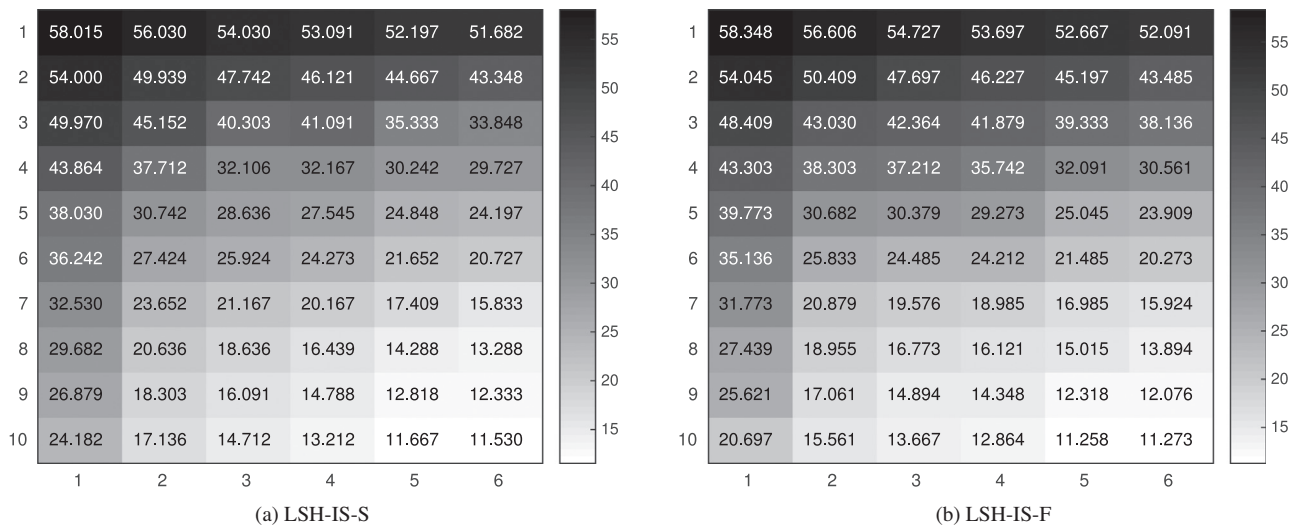 1 58.015 56.030 54.030 53.091 52.197 51.682
2 54.000 49.939 47.742 46.121 44.667 43.348
3 49.970 45.152 40.303 41.091 35.333 33.848
4 43.864 37.712 32.106 32.167 30.242 29.727
5 38.030 30.742 28.636 27.545 24.848 24.197
6 36.242 27.424 25.924 24.273 21.652 20.727
7 32.530 23.652 21.167 20.167 17.409 15.833
8 29.682 20.636 18.636 16.439 14.288 13.288
9 26.879 18.303 16.091 14.788 12.818 12.333
10 24.182 17.136 14.712 13.212 11.667 11.530
1 2 3 4 5 6
55
50
45
40
35
30
25
20
15
(a) LSH-IS-S
1 58.348 56.606 54.727 53.697 52.667 52.091
2 54.045 50.409 47.697 46.227 45.197 43.485
3 48.409 43.030 42.364 41.879 39.333 38.136
4 43.303 38.303 37.212 35.742 32.091 30.561
5 39.773 30.682 30.379 29.273 25.045 23.909
6 35.136 25.833 24.485 24.212 21.485 20.273
7 31.773 20.879 19.576 18.985 16.985 15.924
8 27.439 18.955 16.773 16.121 15.015 13.894
9 25.621 17.061 14.894 14.348 12.318 12.076
10 20.697 15.561 13.667 12.864 11.258 11.273
1 2 3 4 5 6
55
50
45
40
35
30
25
20
15
(b) LSH-IS-F